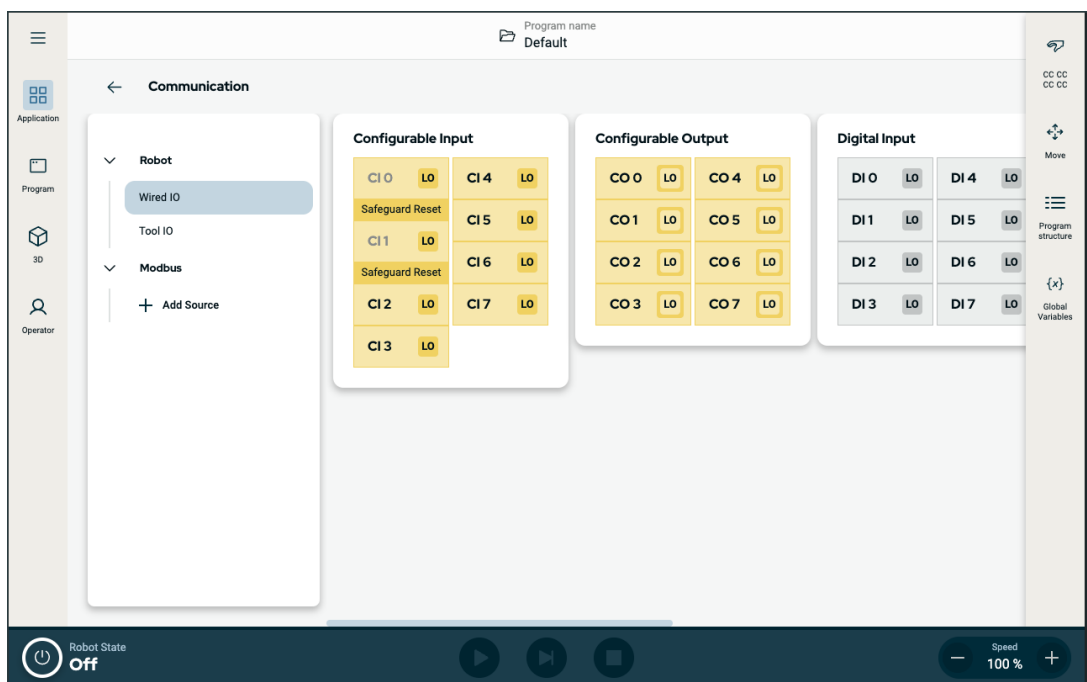 Program name
Default
Application
Program
3D
Operator
Communication
Robot
Wired IO
Tool IO
Modbus
Add Source
Configurable Input
CI 0 LO CI 4 LO
Safeguard Reset
CI 5 LO
CI 1 LO
Safeguard Reset
CI 6 LO
CI 2 LO CI 7 LO
CI 3 LO
Configurable Output
CO 0 LO CO 4 LO
CO 1 LO CO 5 LO
CO 2 LO CO 6 LO
CO 3 LO CO 7 LO
Digital Input
DI 0 LO DI 4 LO
DI 1 LO DI 5 LO
DI 2 LO DI 6 LO
DI 3 LO DI 7 LO
CC CC
CC CC
Move
Program
structure
{x}
Global
Variables
Robot State
Off
Speed
100 %